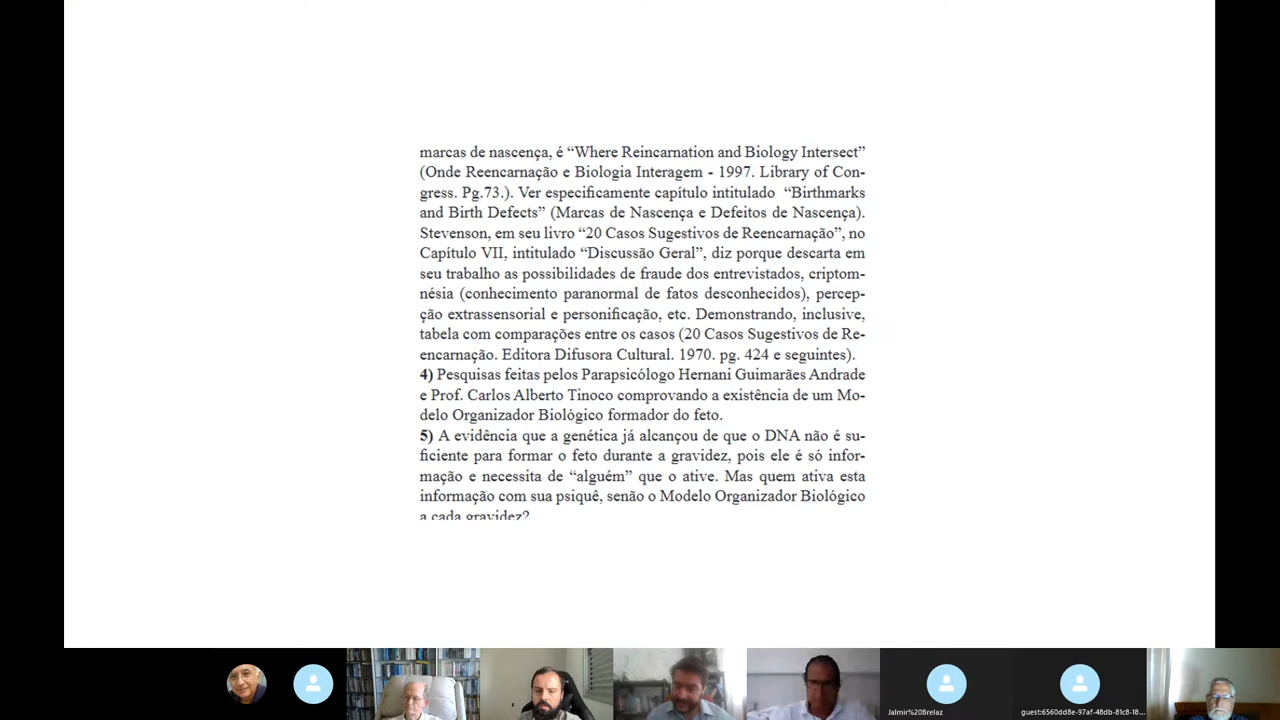 marcas de nascença, é “Where Reincarnation and Biology Intersect”
(Onde Reencarnação e Biologia Interagem - 1997. Library of Con-
gress. Pg.73.). Ver especificamente capítulo intitulado “Birthmarks
and Birth Defects” (Marcas de Nascença e Defeitos de Nascença).
Stevenson, em seu livro “20 Casos Sugestivos de Reencarnação”, no
Capítulo VII, intitulado “Discussão Geral”, diz porque descarta em
seu trabalho as possibilidades de fraude dos entrevistados, criptom-
nésia (conhecimento paranormal de fatos desconhecidos), percep-
ção extrassensorial e personificação, etc. Demonstrando, inclusive,
tabela com comparações entre os casos (20 Casos Sugestivos de Re-
encarnação. Editora Difusora Cultural. 1970. pg. 424 e seguintes).
4) Pesquisas feitas pelos Parapsicólogo Hernani Guimarães Andrade
e Prof. Carlos Alberto Tinoco comprovando a existência de um Mo-
delo Organizador Biológico formador do feto.
5) A evidência que a genética já alcançou de que o DNA não é su-
ficiente para formar o feto durante a gravidez, pois ele é só infor-
mação e necessita de “alguém” que o ative. Mas quem ativa esta
informação com sua psiquê, senão o Modelo Organizador Biológico
a cada gravidez?
Jalmir%20Brelaz
guest:6560dd8e-97af-48db-81c8-18...